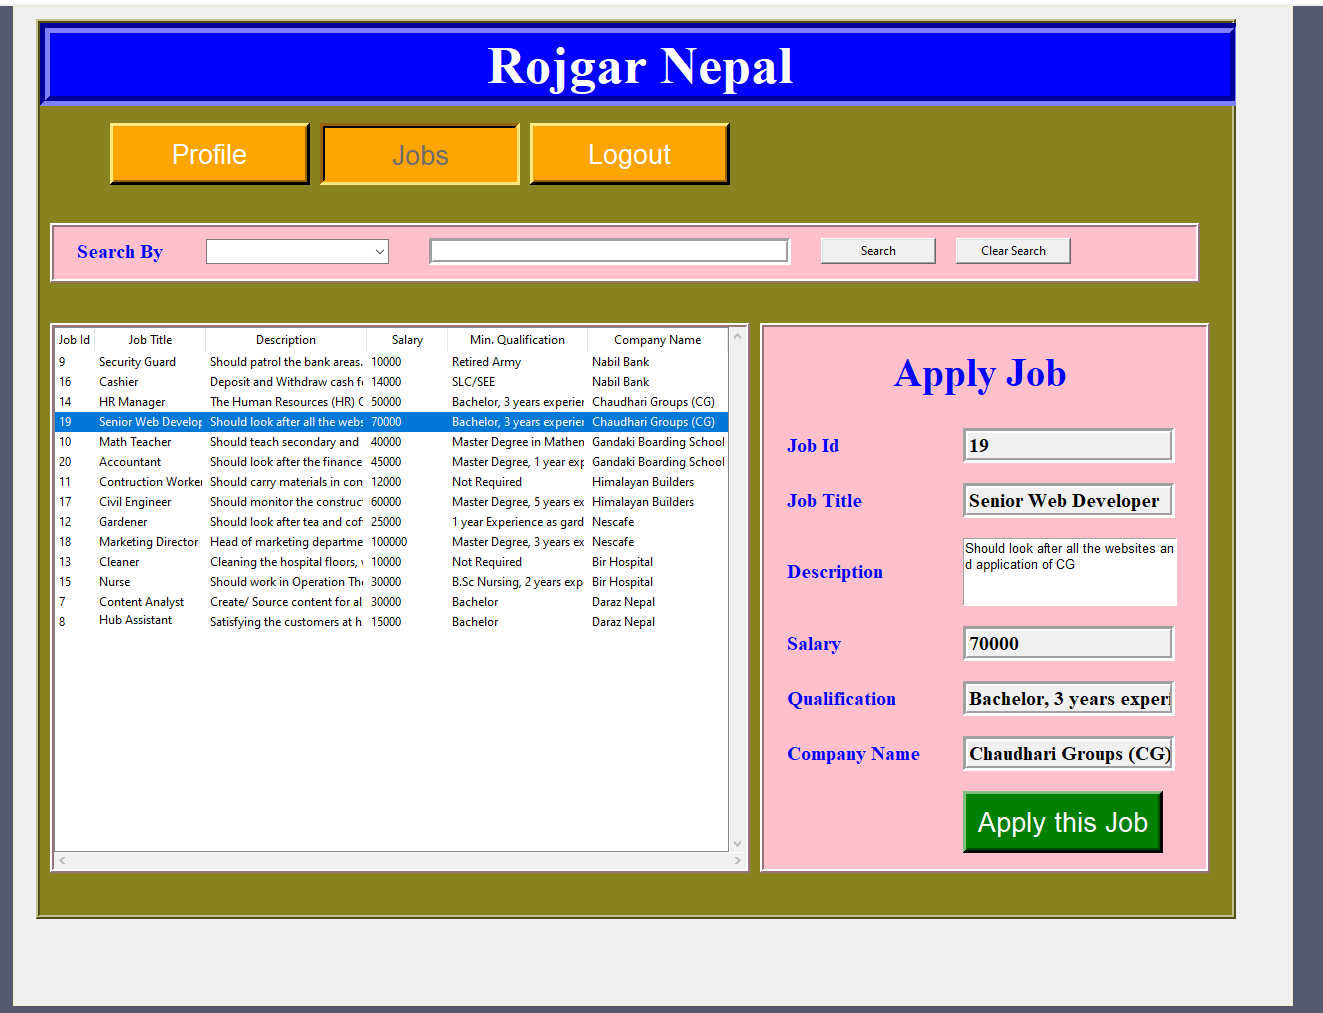 Rojgar Nepal
Profile Jobs Logout
Search By Search Clear Search
Job Id Job Title Description Salary Min. Qualification Company Name
9 Security Guard Should patrol the bank areas. 10000 Retired Army Nabil Bank
16 Cashier Deposit and Withdraw cash f 14000 SLC/SEE Nabil Bank
14 HR Manager The Human Resources (HR) 50000 Bachelor, 3 years experier Chaudhari Groups (CG)
19 Senior Web Develop Should look after all the webs 70000 Bachelor, 3 years experier Chaudhari Groups (CG)
10 Math Teacher Should teach secondary and 40000 Master Degree in Mathen Gandaki Boarding School
20 Accountant Should look after the finance 45000 Master Degree, 1 year exp Gandaki Boarding School
11 Contruction Worker Should carry materials in con 12000 Not Required Himalayan Builders
17 Civil Engineer Should monitor the construc 60000 Master Degree, 5 years ex Himalayan Builders
12 Gardener Should look after tea and cof 25000 1 year Experience as gard Nescafe
18 Marketing Director Head of marketing departme 100000 Master Degree, 3 years ex Nescafe
13 Cleaner Cleaning the hospital floors, 10000 Not Required Bir Hospital
15 Nurse Should work in Operation The 30000 B.Sc Nursing, 2 years exp Bir Hospital
7 Content Analyst Create/ Source content for al 30000 Bachelor Daraz Nepal
8 Hub Assistant Satisfying the customers at h 15000 Bachelor Daraz Nepal
Apply Job
Job Id 19
Job Title Senior Web Developer
Description Should look after all the websites an
d application of CG
Salary 70000
Qualification Bachelor, 3 years experi
Company Name Chaudhari Groups (CG)
Apply this Job